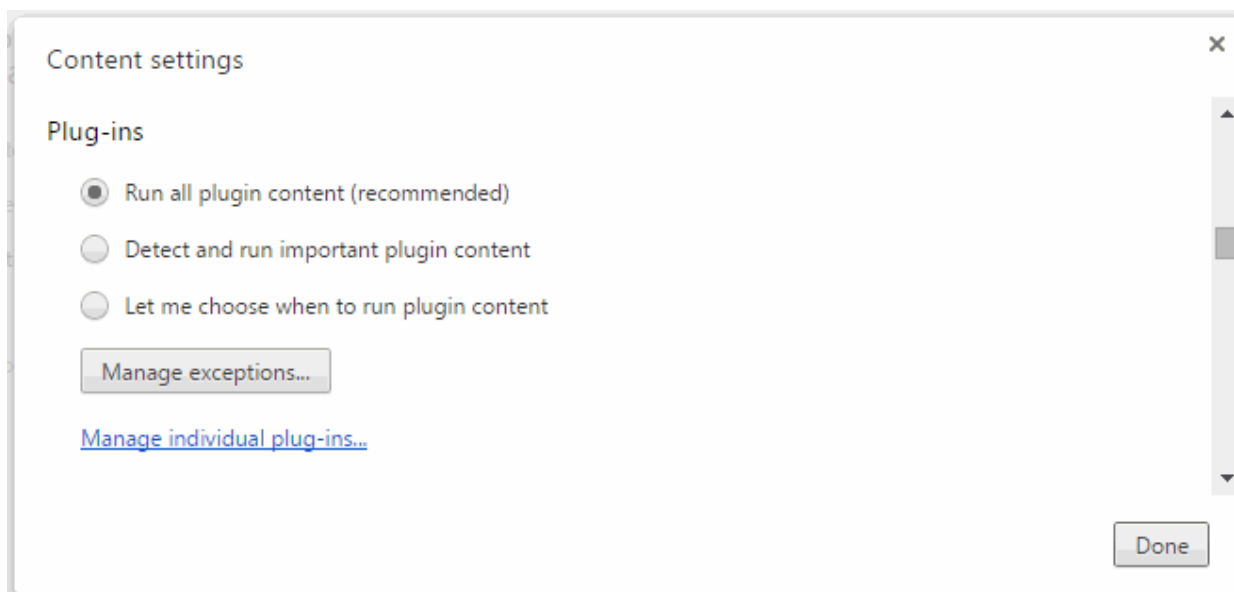 Content settings
Plug-ins
Run all plugin content (recommended)
Detect and run important plugin content
Let me choose when to run plugin content
Manage exceptions...
Manage individual plug-ins...
Done